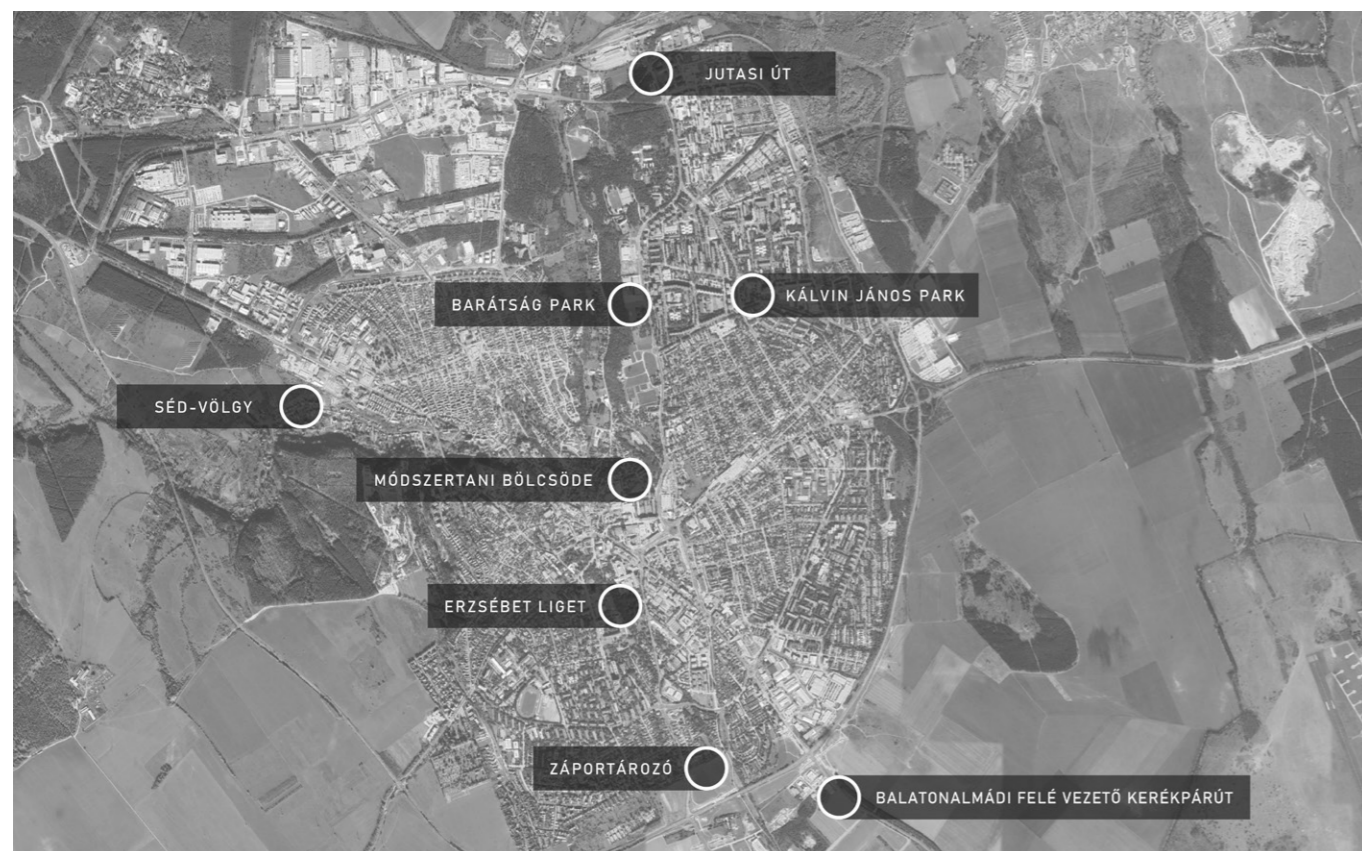 JUTASI ÚT
BARÁTSÁG PARK
KÁLVIN JÁNOS PARK
SÉD-VÖLGY
MÓDSZERTANI BÖLCSÖDE
ERZSÉBET LIGET
ZÁPORTÁROZÓ
BALATONALMÁDI FELÉ VEZETŐ KERÉKPÁRÚT